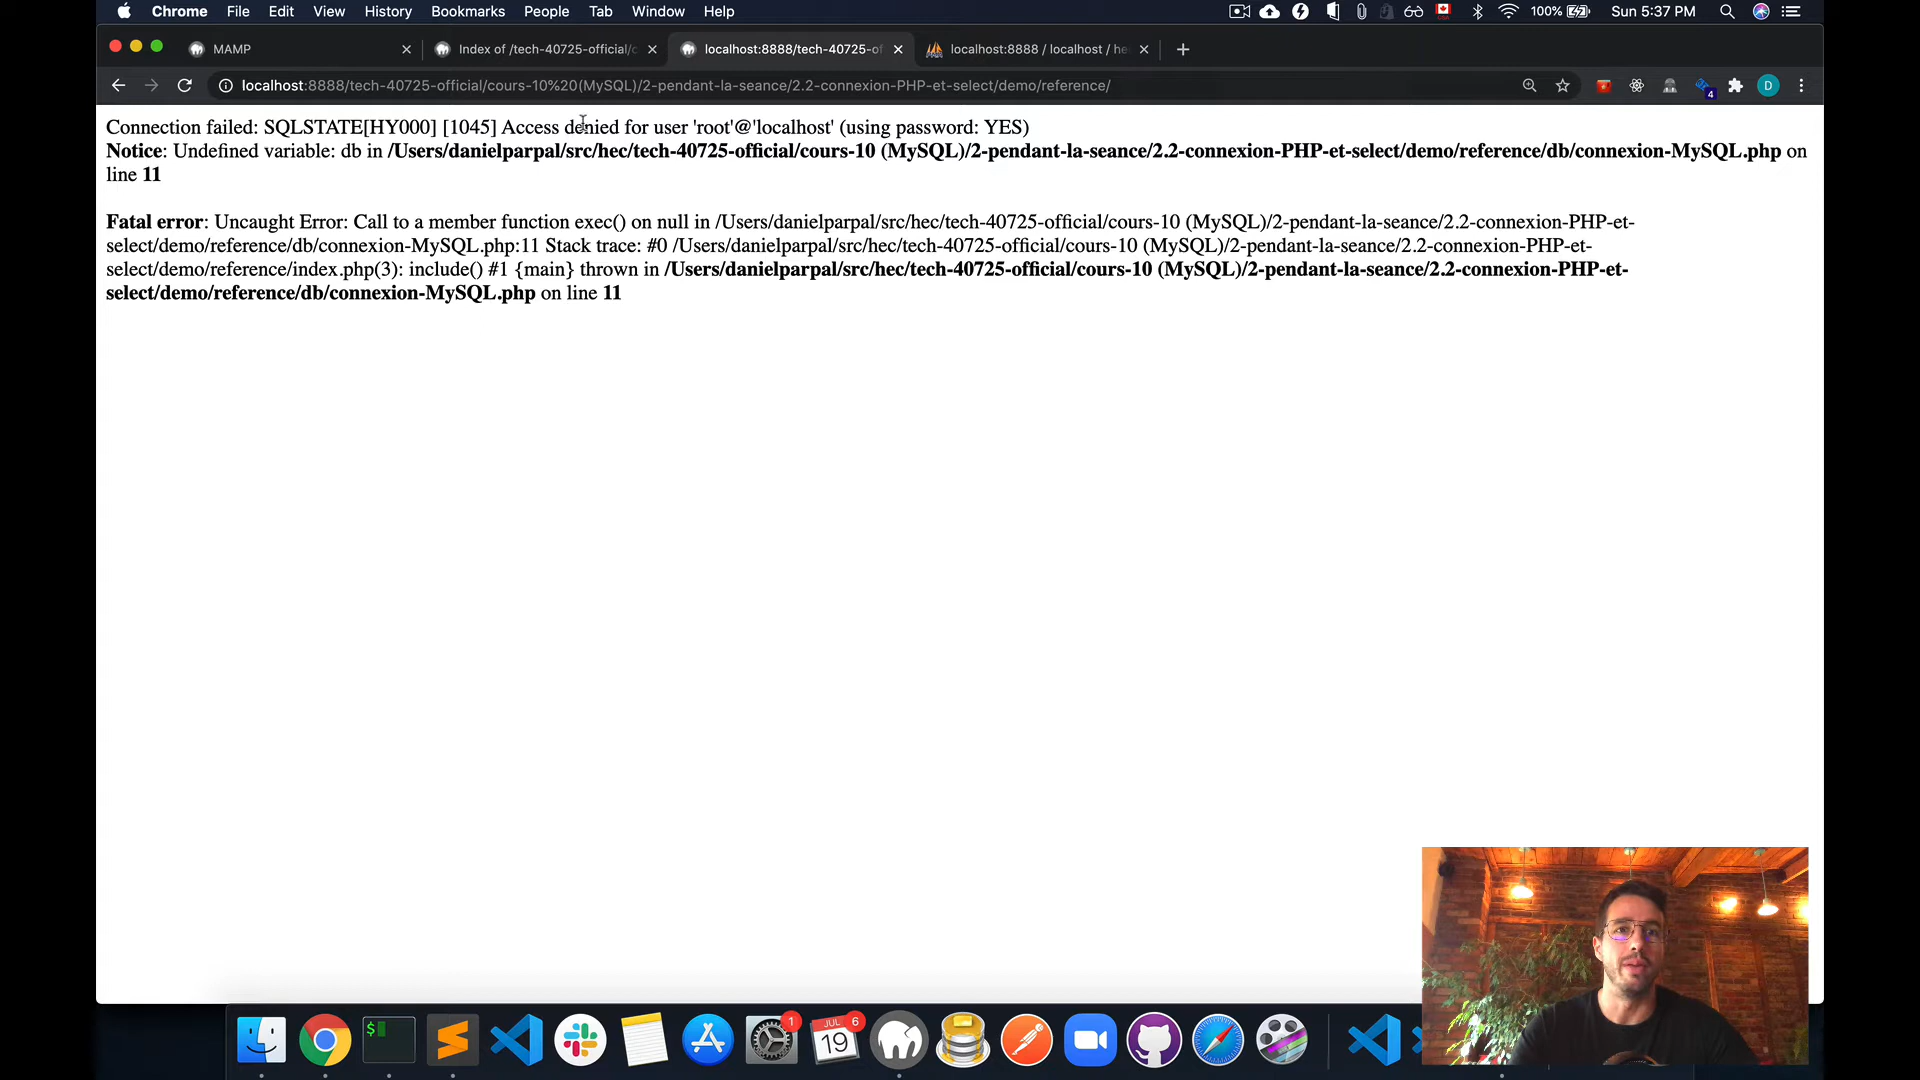 Chrome File Edit View History Bookmarks People Tab Window Help 100% Sun 5:37 PM
MAMP Index of /tech-40725-official/c localhost:8888/tech-40725-of localhost:8888 / localhost / he
localhost:8888/tech-40725-official/cours-10%20(MySQL)/2-pendant-la-seance/2.2-connexion-PHP-et-select/demo/reference/ 4 D
Connection failed: SQLSTATE[HY000] [1045] Access denied for user 'root'@'localhost' (using password: YES)
Notice: Undefined variable: db in /Users/danielparpal/src/hec/tech-40725-official/cours-10 (MySQL)/2-pendant-la-seance/2.2-connexion-PHP-et-select/demo/reference/db/connexion-MySQL.php on
line 11
Fatal error: Uncaught Error: Call to a member function exec() on null in /Users/danielparpal/src/hec/tech-40725-official/cours-10 (MySQL)/2-pendant-la-seance/2.2-connexion-PHP-et-
select/demo/reference/db/connexion-MySQL.php:11 Stack trace: #0 /Users/danielparpal/src/hec/tech-40725-official/cours-10 (MySQL)/2-pendant-la-seance/2.2-connexion-PHP-et-
select/demo/reference/index.php(3): include() #1 {main} thrown in /Users/danielparpal/src/hec/tech-40725-official/cours-10 (MySQL)/2-pendant-la-seance/2.2-connexion-PHP-et-
select/demo/reference/db/connexion-MySQL.php on line 11
$ 1 JUL 6 19